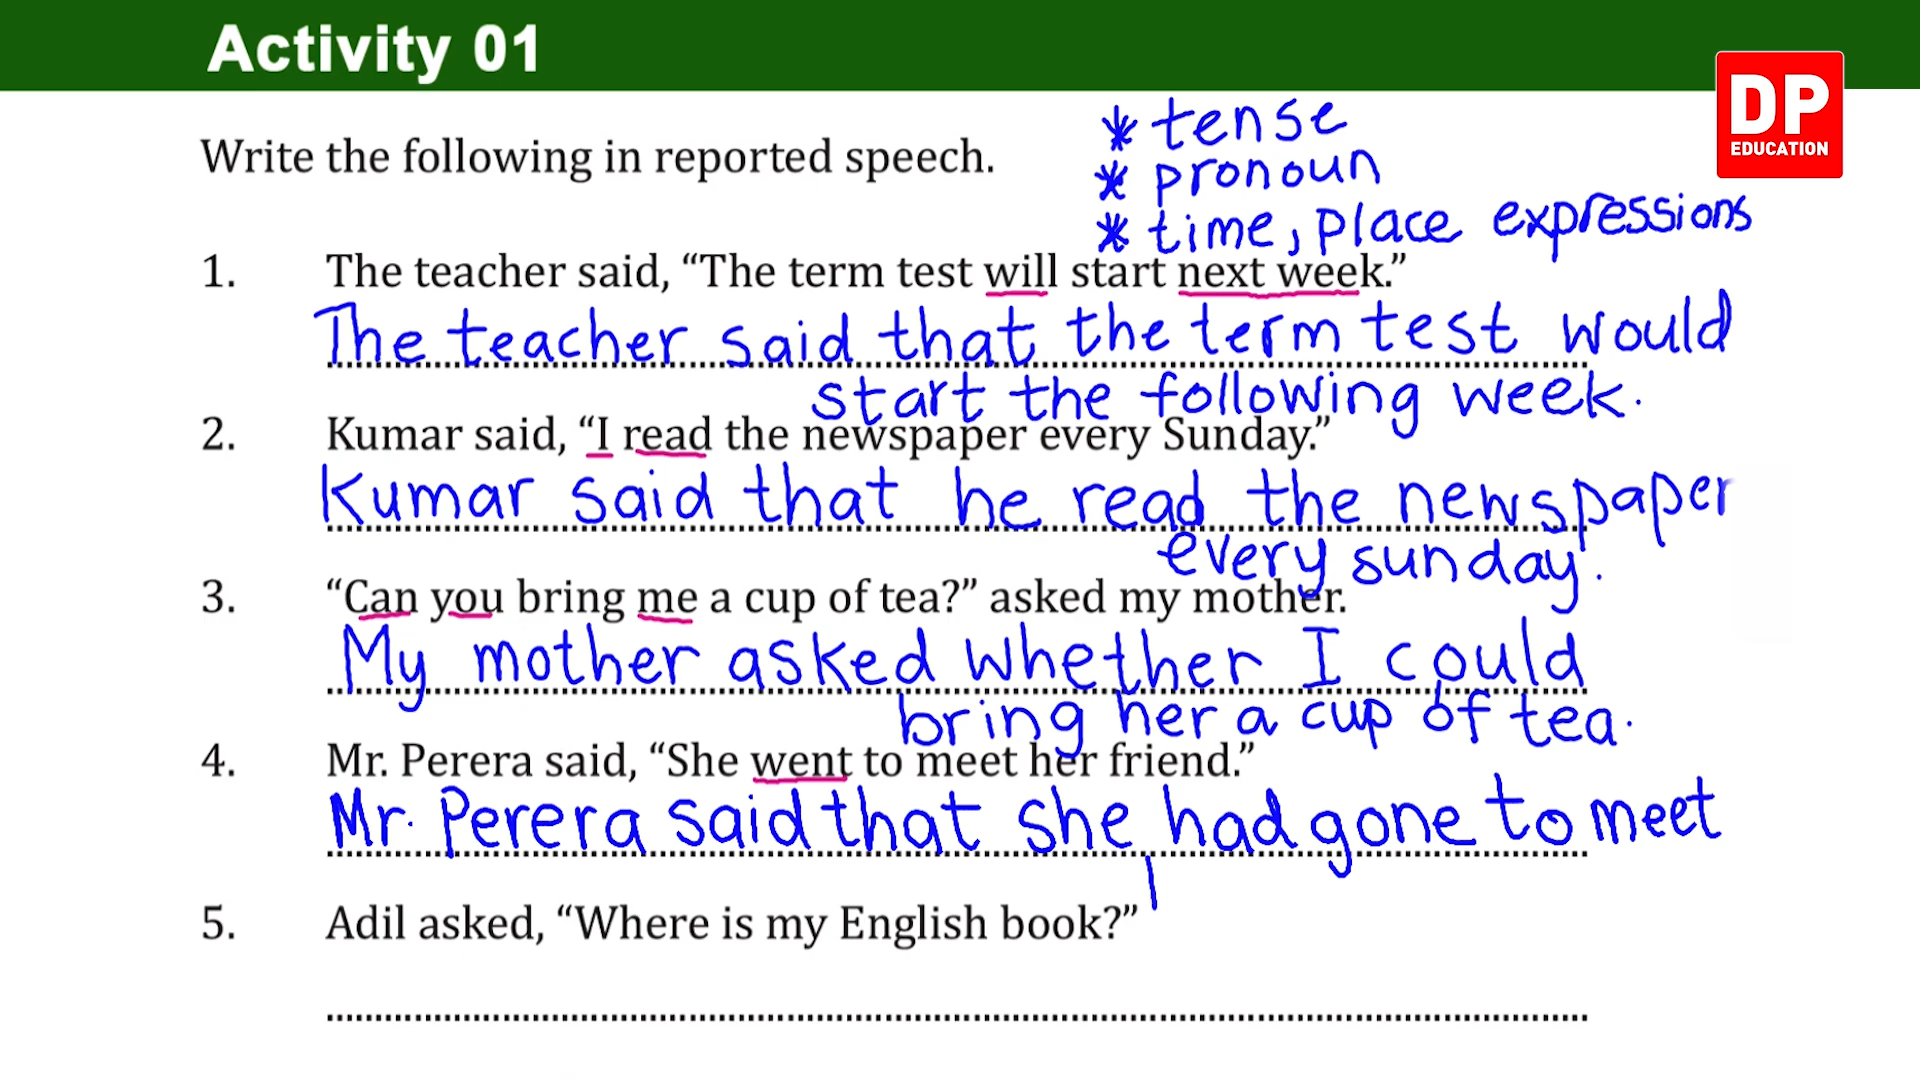 Activity 01
DP
EDUCATION
* tense
Write the following in reported speech.
* pronoun
* time, place expressions
1. The teacher said, “The term test will start next week.”
The teacher said that the term test would
start the following week.
2. Kumar said, “I read the newspaper every Sunday.”
Kumar said that he read the newspaper
every sunday.
3. “Can you bring me a cup of tea?” asked my mother.
My mother asked whether I could
bring her a cup of tea.
4. Mr. Perera said, “She went to meet her friend.”
Mr. Perera said that she had gone to meet
5. Adil asked, “Where is my English book?”